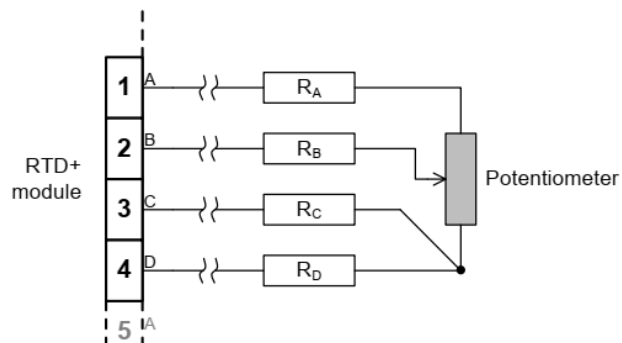 1 A
R_A
2 B
R_B
RTD+
module
Potentiometer
3 C
R_C
4 D
R_D
5 A